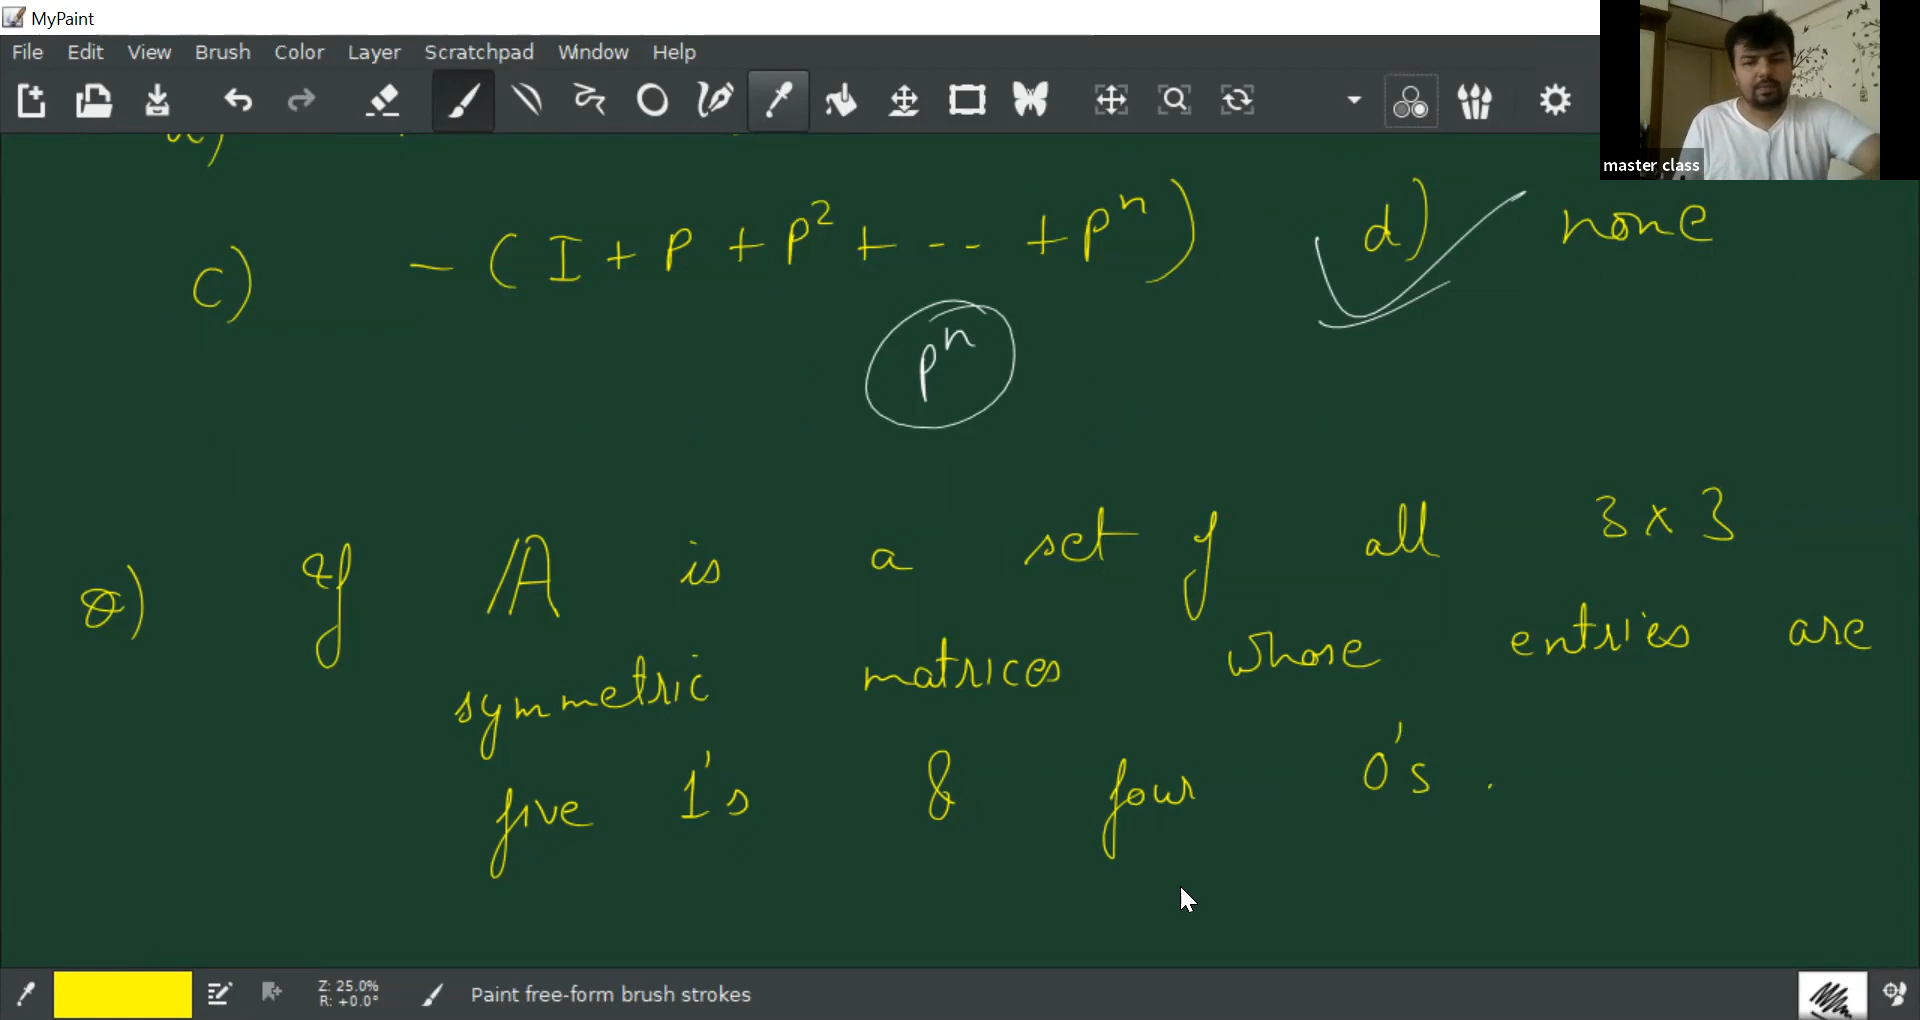 MyPaint
File Edit View Brush Color Layer Scratchpad Window Help
master class
c) - (I + P + P² + -- + Pⁿ) d) none
pⁿ
Q) If A is a set of all 3 x 3
symmetric matrices whose entries are
five 1's & four 0's .
Z: 25.0%
R: +0.0°
Paint free-form brush strokes